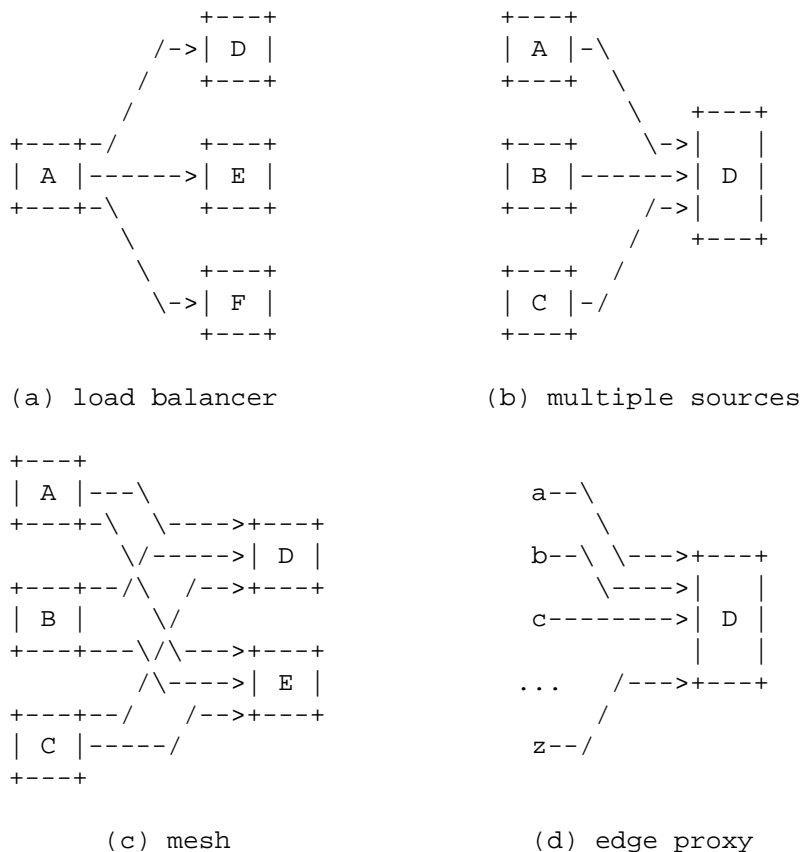 +---+                  +---+
            /->| D |                  | A |-\
           /    +---+                  +---+  \
          /                                    \      +---+
+---+-/         +---+                  +---+    \->|   |
| A |------>| E |                  | B |------>| D |
+---+-\         +---+                  +---+    /->|   |
       \                                       /      +---+
        \       +---+                  +---+  /
         \->| F |                  | C |-/
                +---+                  +---+
(a) load balancer                  (b) multiple sources
+---+
| A |---\                              a--\
+---+-\  \---->+---+                        \
       \/----->| D |                   b--\  \--->+---+
+---+--/\  /-->+---+                       \---->|   |
| B |    \/                            c-------->| D |
+---+---\/\--->+---+                             |   |
        /\---->| E |                  ...    /--->+---+
+---+--/   /-->+---+                        /
| C |-----/                            z--/
+---+
(c) mesh                           (d) edge proxy